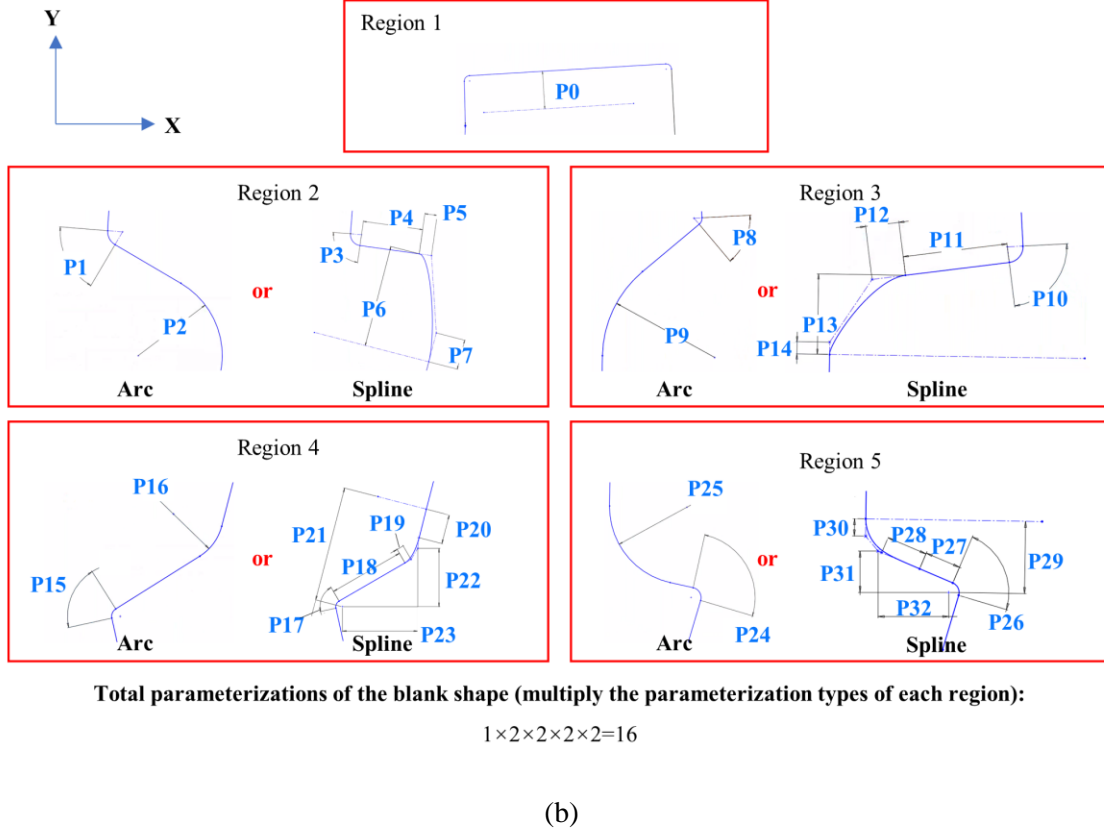 Y
X
Region 1
P0
Region 2
P1
P2
Arc
or
P3
P4
P5
P6
P7
Spline
Region 3
P8
P9
Arc
or
P12
P11
P10
P13
P14
Spline
Region 4
P16
P15
Arc
or
P21
P19
P20
P18
P22
P17
P23
Spline
Region 5
P25
P24
Arc
or
P30
P28
P27
P29
P31
P32
P26
Spline
Total parameterizations of the blank shape (multiply the parameterization types of each region):
1×2×2×2×2=16
(b)